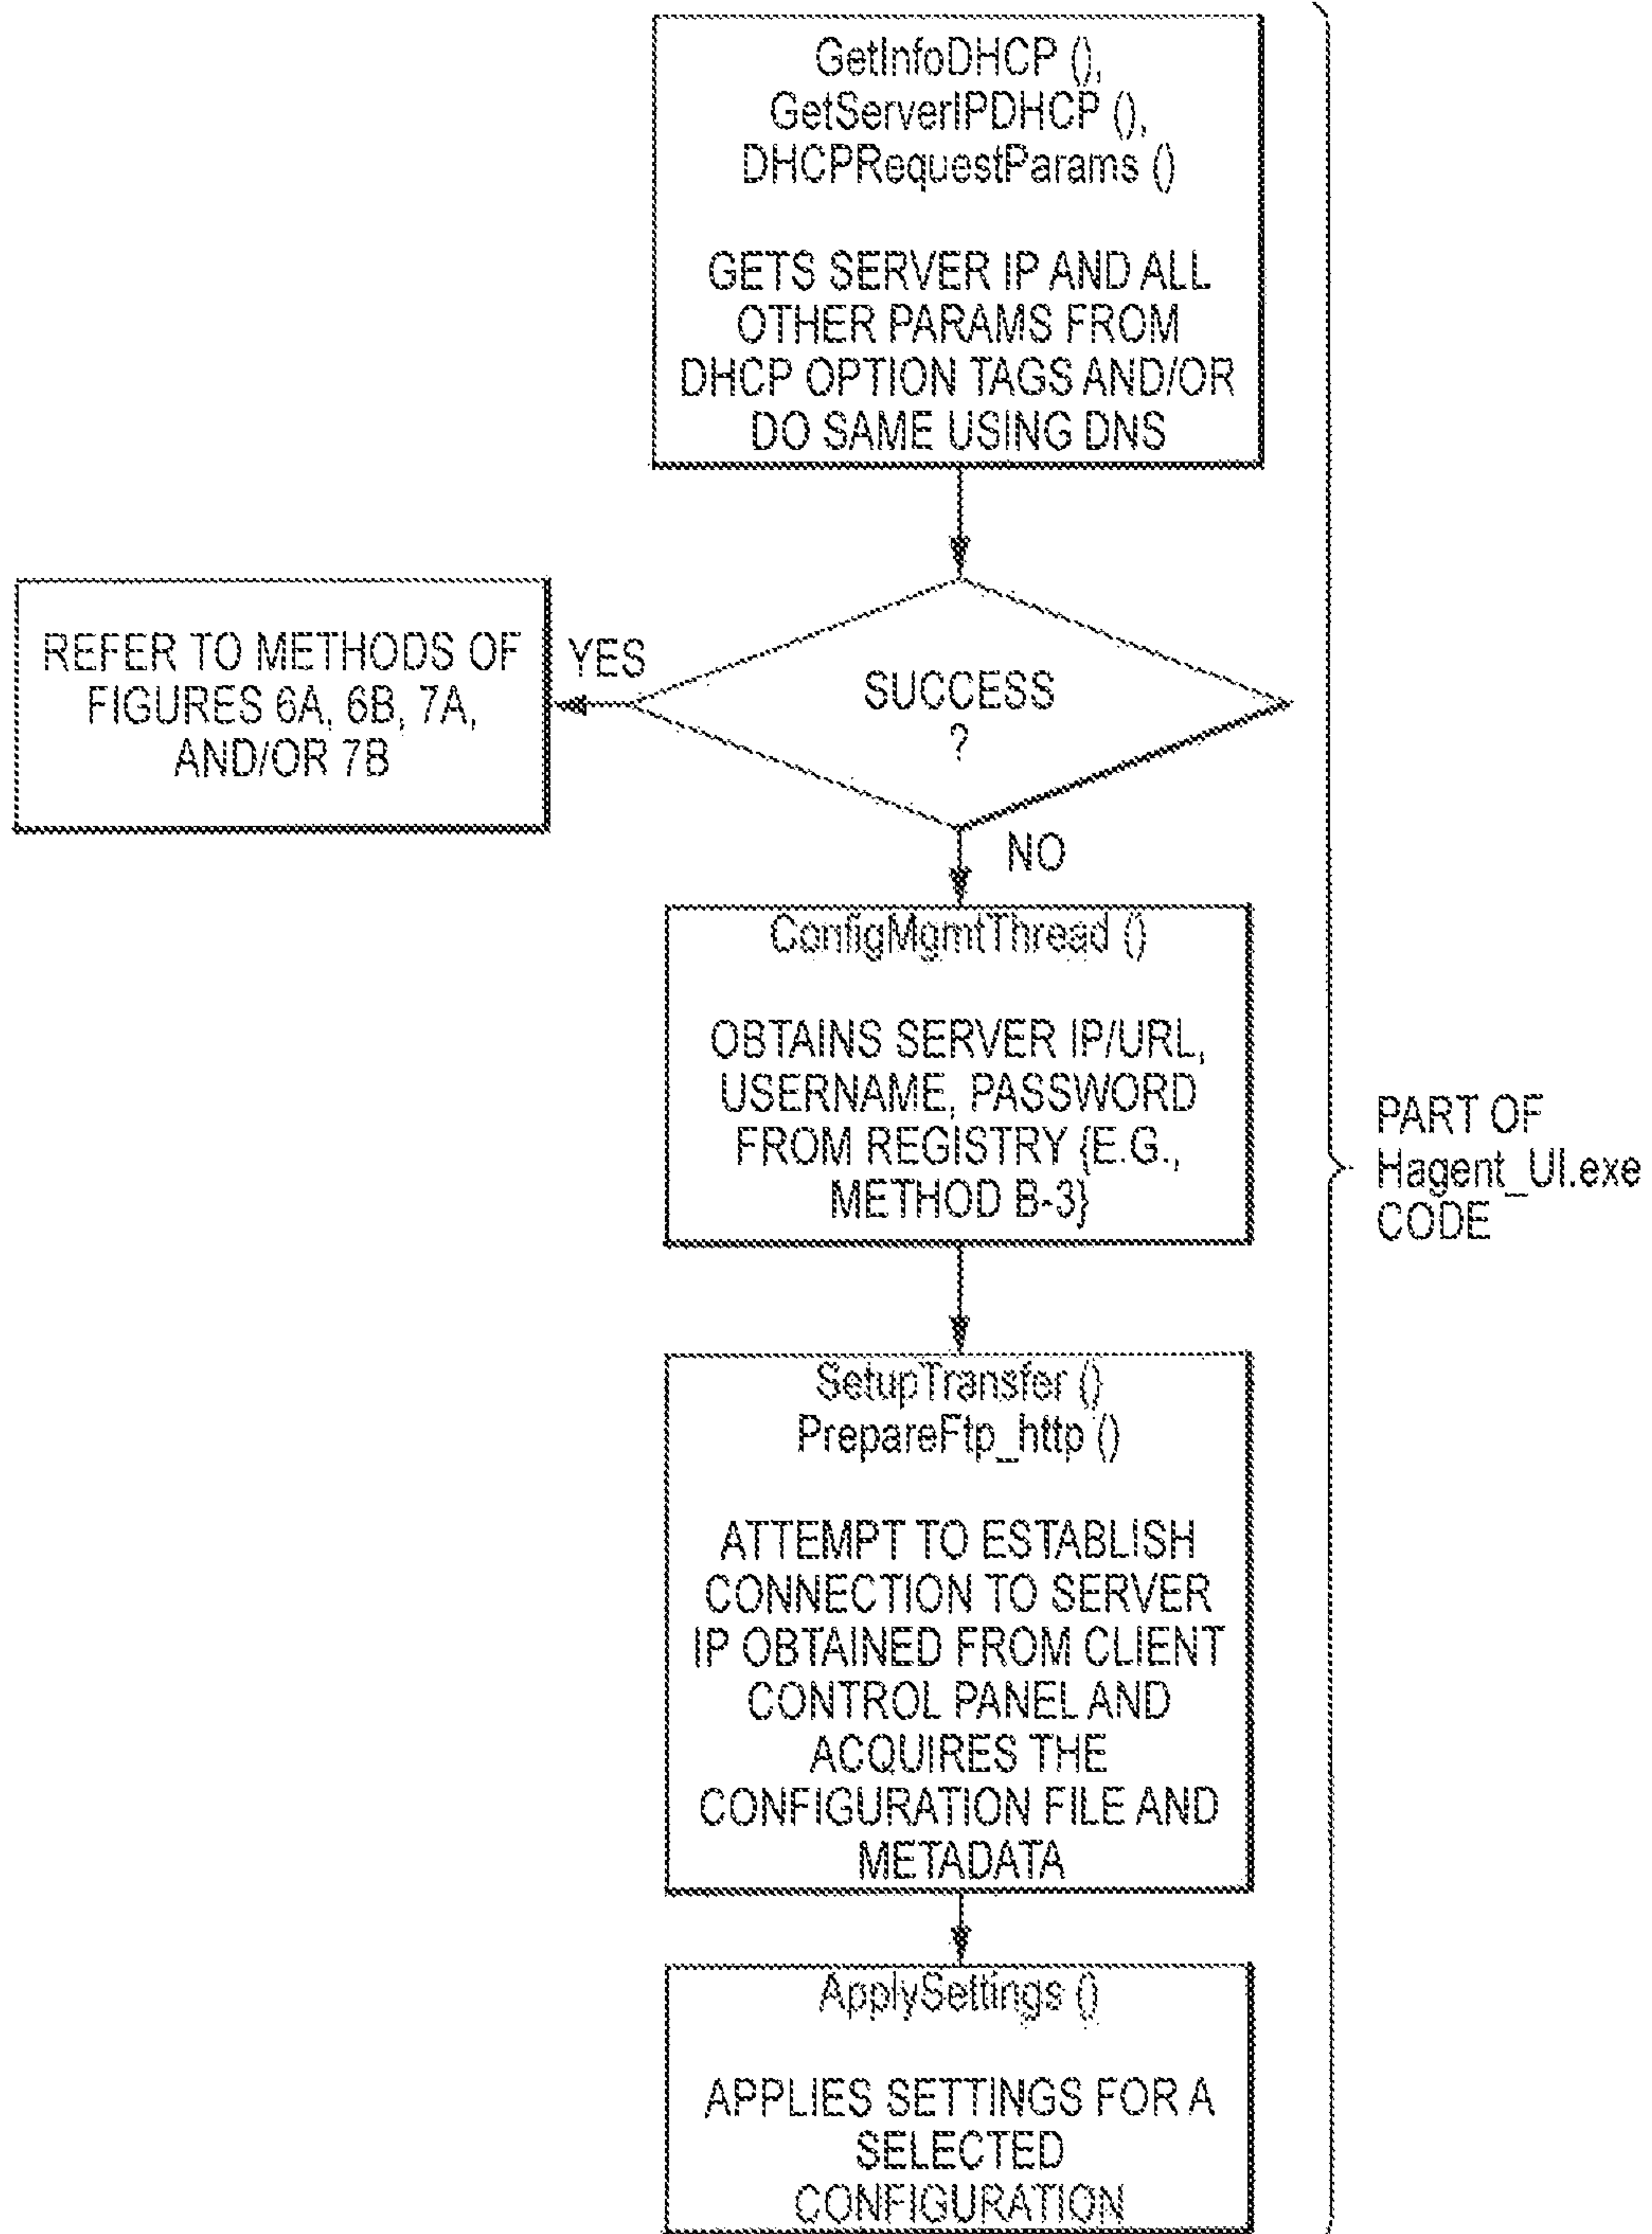 GetInfoDHCP (),
GetServerIPDHCP (),
DHCPRequestParams ()
GETS SERVER IP AND ALL
OTHER PARAMS FROM
DHCP OPTION TAGS AND/OR
DO SAME USING DNS
REFER TO METHODS OF
FIGURES 6A, 6B, 7A,
AND/OR 7B
YES
SUCCESS
?
NO
ConfigMgmtThread ()
OBTAINS SERVER IP/URL,
USERNAME, PASSWORD
FROM REGISTRY {E.G.,
METHOD B-3}
PART OF
Hagent_UI.exe
CODE
SetupTransfer ()
PrepareFtp_http ()
ATTEMPT TO ESTABLISH
CONNECTION TO SERVER
IP OBTAINED FROM CLIENT
CONTROL PANEL AND
ACQUIRES THE
CONFIGURATION FILE AND
METADATA
ApplySettings ()
APPLIES SETTINGS FOR A
SELECTED
CONFIGURATION